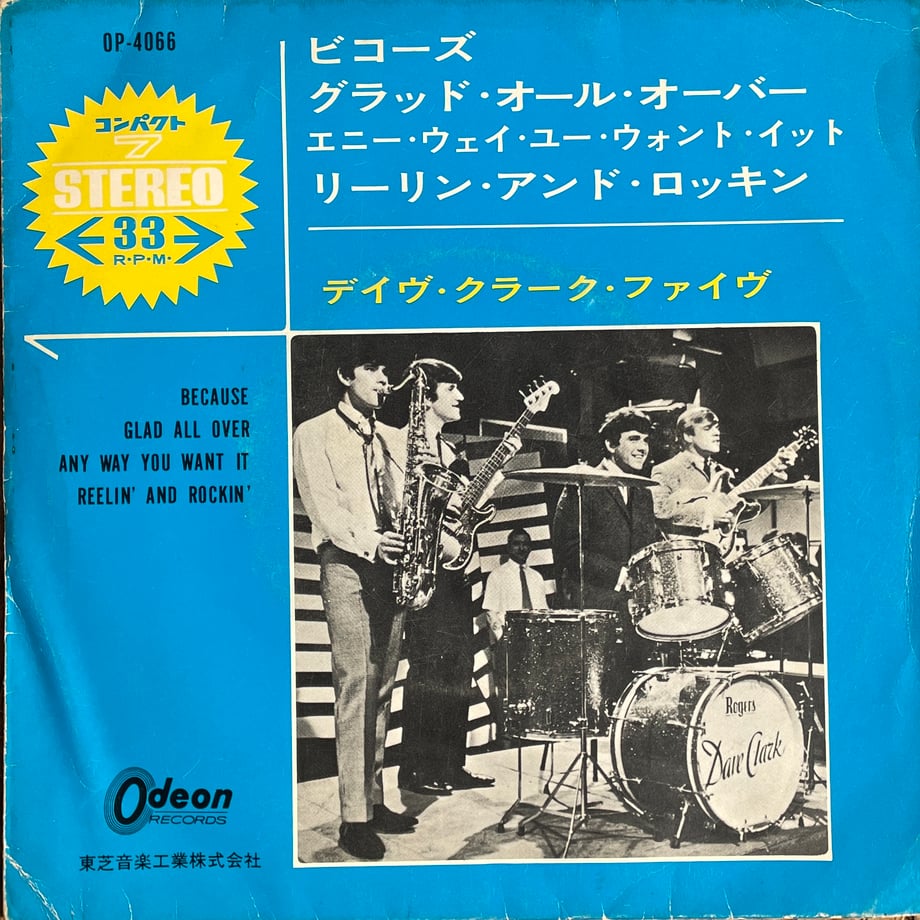 OP-4066
コンパクト
7
STEREO
33
R·P·M·
ビコーズ
グラッド・オール・オーバー
エニー・ウェイ・ユー・ウォント・イット
リーリン・アンド・ロッキン
デイヴ・クラーク・ファイヴ
BECAUSE
GLAD ALL OVER
ANY WAY YOU WANT IT
REELIN' AND ROCKIN'
Rogers
Dave Clark
Odeon
RECORDS
東芝音楽工業株式会社